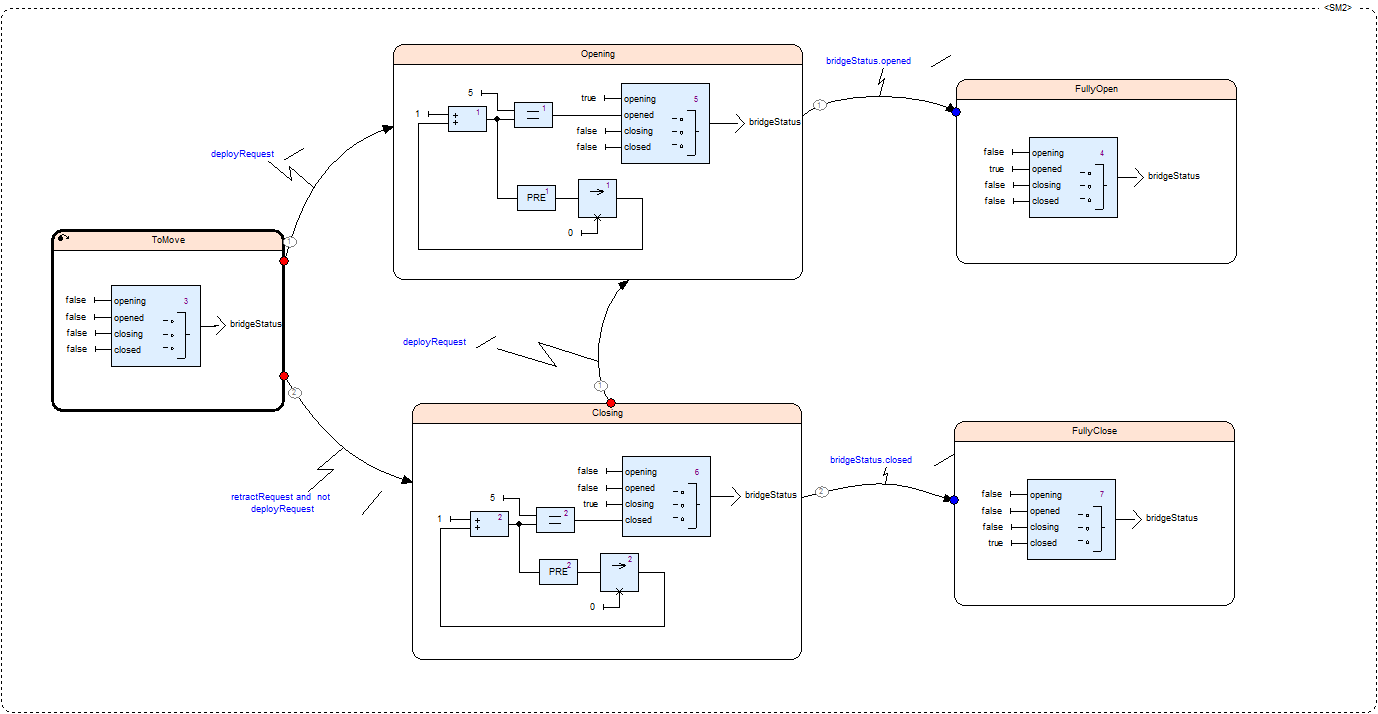 <SM2>
Opening
5
1
+
+
1
=
1
true
false
false
opening
opened
closing
closed
5
bridgeStatus
PRE
1
1
0
bridgeStatus.opened
1
FullyOpen
false
true
false
false
opening
opened
closing
closed
4
bridgeStatus
deployRequest
1
ToMove
false
false
false
false
opening
opened
closing
closed
3
bridgeStatus
2
retractRequest and not
deployRequest
deployRequest
1
Closing
5
1
+
+
2
=
2
false
false
true
opening
opened
closing
closed
6
bridgeStatus
PRE
2
2
0
bridgeStatus.closed
2
FullyClose
false
false
false
true
opening
opened
closing
closed
7
bridgeStatus